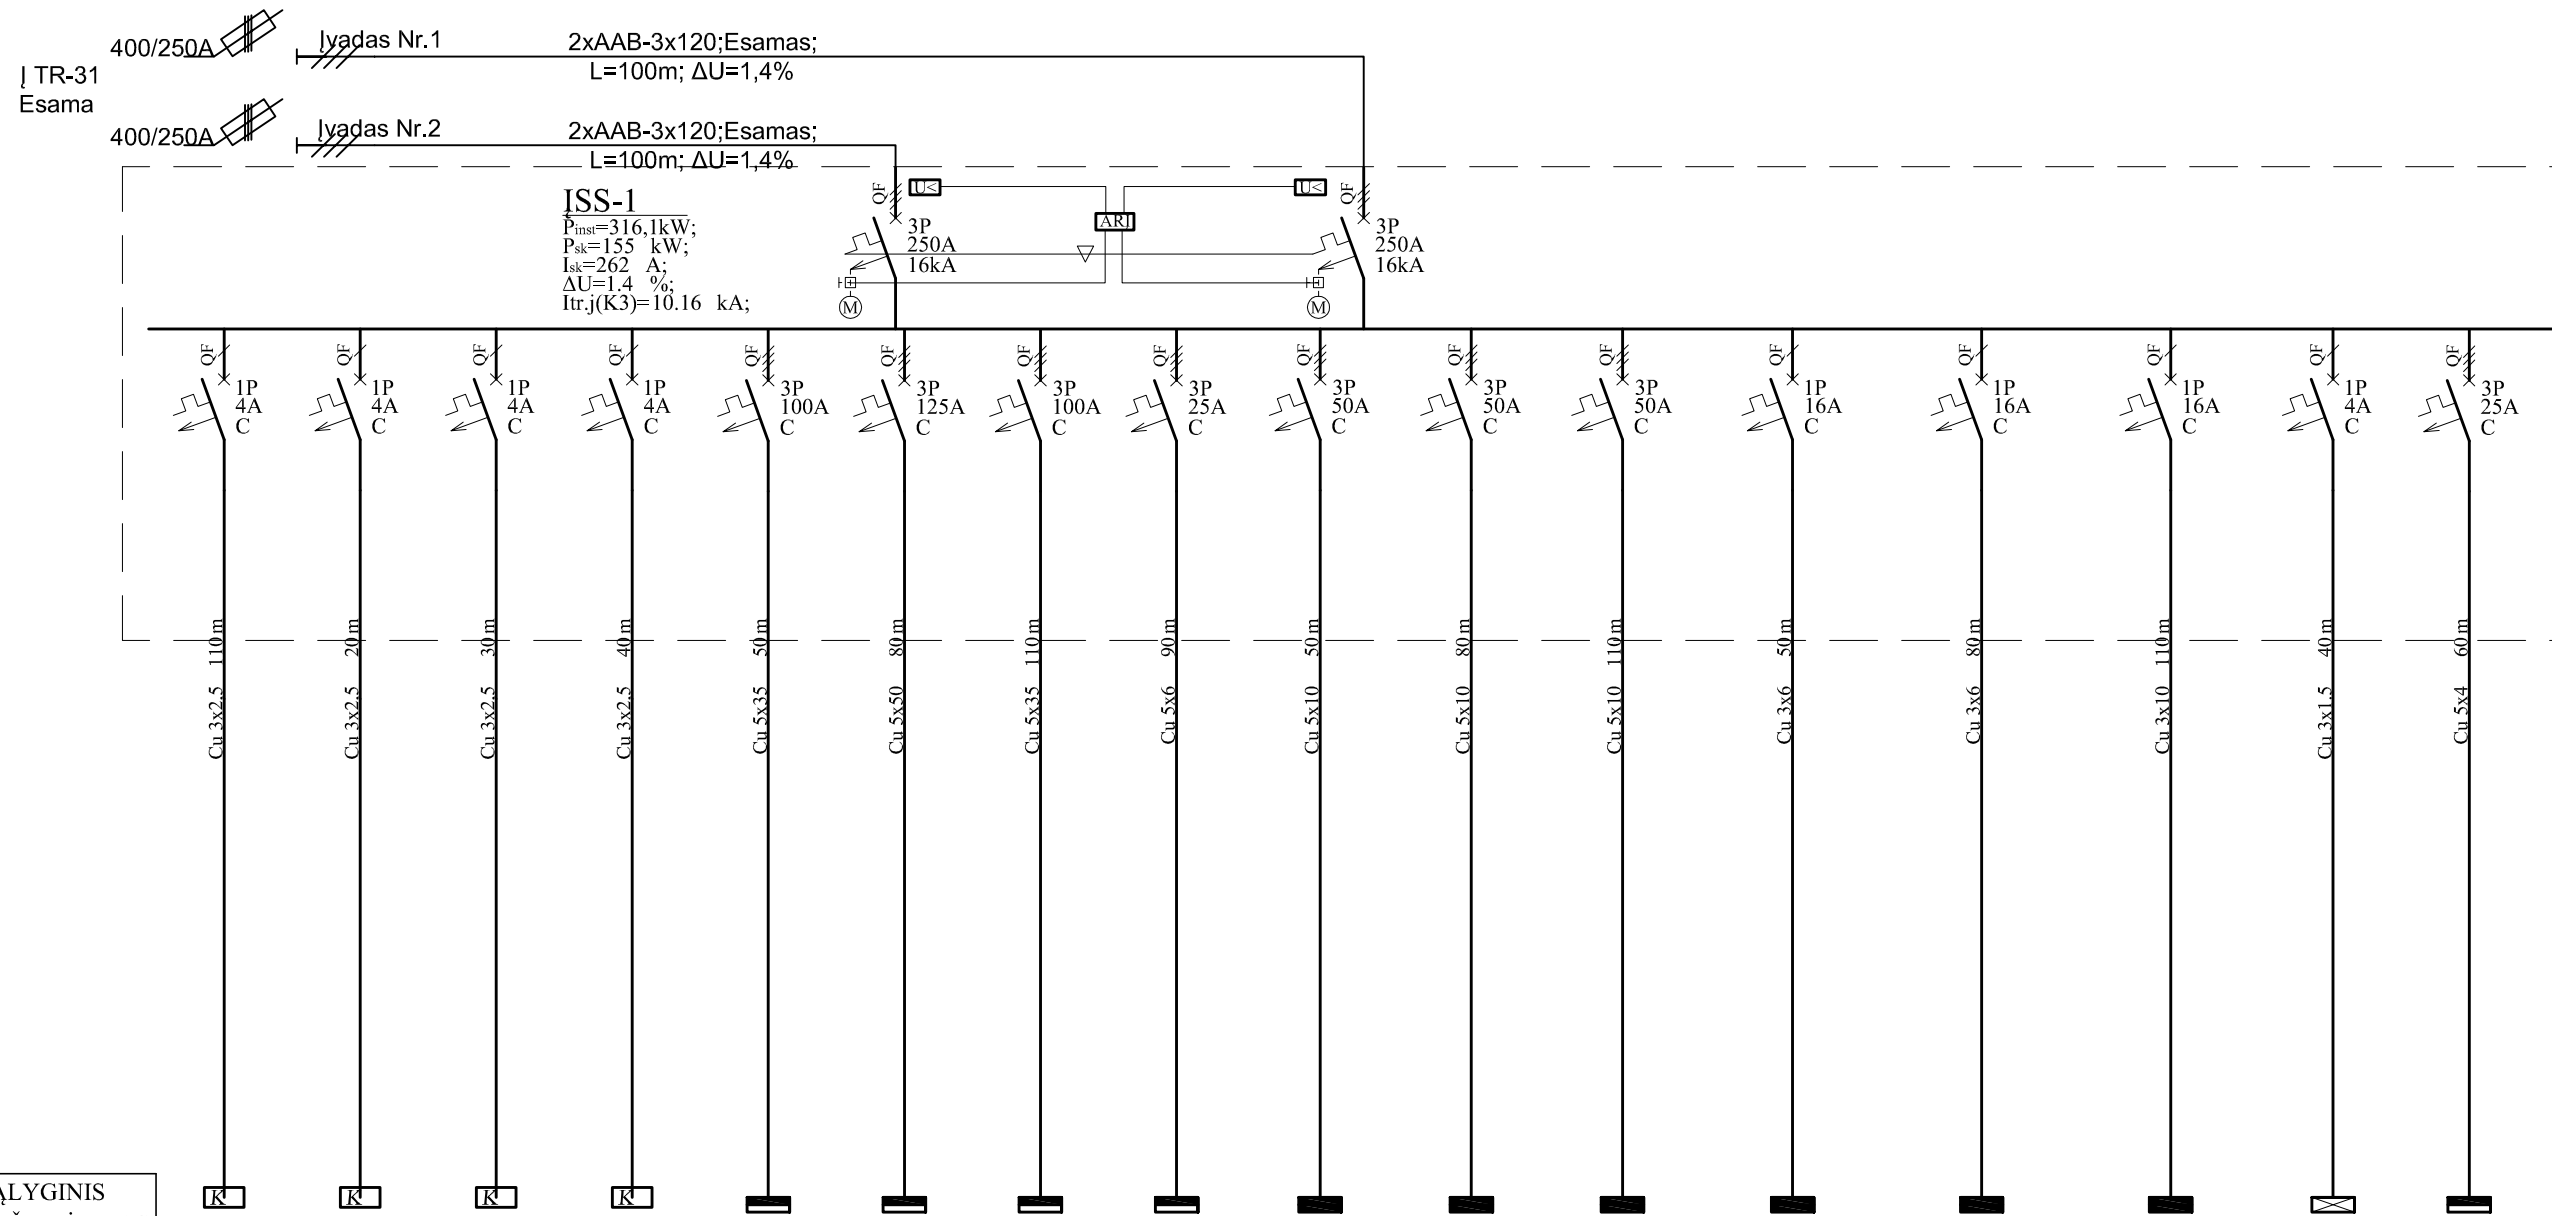 400/250A
Įvadas Nr.1
2xAAB-3x120;Esamas;
L=100m; ΔU=1,4%
Į TR-31
Esama
400/250A
Įvadas Nr.2
2xAAB-3x120;Esamas;
L=100m; ΔU=1,4%
ĮSS-1
Pinst=316,1kW;
Psk=155 kW;
Isk=262 A;
ΔU=1.4 %;
Itr.j(K3)=10.16 kA;
QF
U<
3P
250A
16kA
M
ARĮ
U<
QF
3P
250A
16kA
M
QF
1P
4A
C
110 m
Cu 3x2.5
K
QF
1P
4A
C
20 m
Cu 3x2.5
K
QF
1P
4A
C
30 m
Cu 3x2.5
K
QF
1P
4A
C
40 m
Cu 3x2.5
K
QF
3P
100A
C
50 m
Cu 5x35
QF
3P
125A
C
80 m
Cu 5x50
QF
3P
100A
C
110 m
Cu 5x35
QF
3P
25A
C
90 m
Cu 5x6
QF
3P
50A
C
50 m
Cu 5x10
QF
3P
50A
C
80 m
Cu 5x10
QF
3P
50A
C
110 m
Cu 5x10
QF
1P
16A
C
50 m
Cu 3x6
QF
1P
16A
C
80 m
Cu 3x6
QF
1P
16A
C
110 m
Cu 3x10
QF
1P
4A
C
40 m
Cu 3x1.5
QF
3P
25A
C
60 m
Cu 5x4
ĄLYGINIS